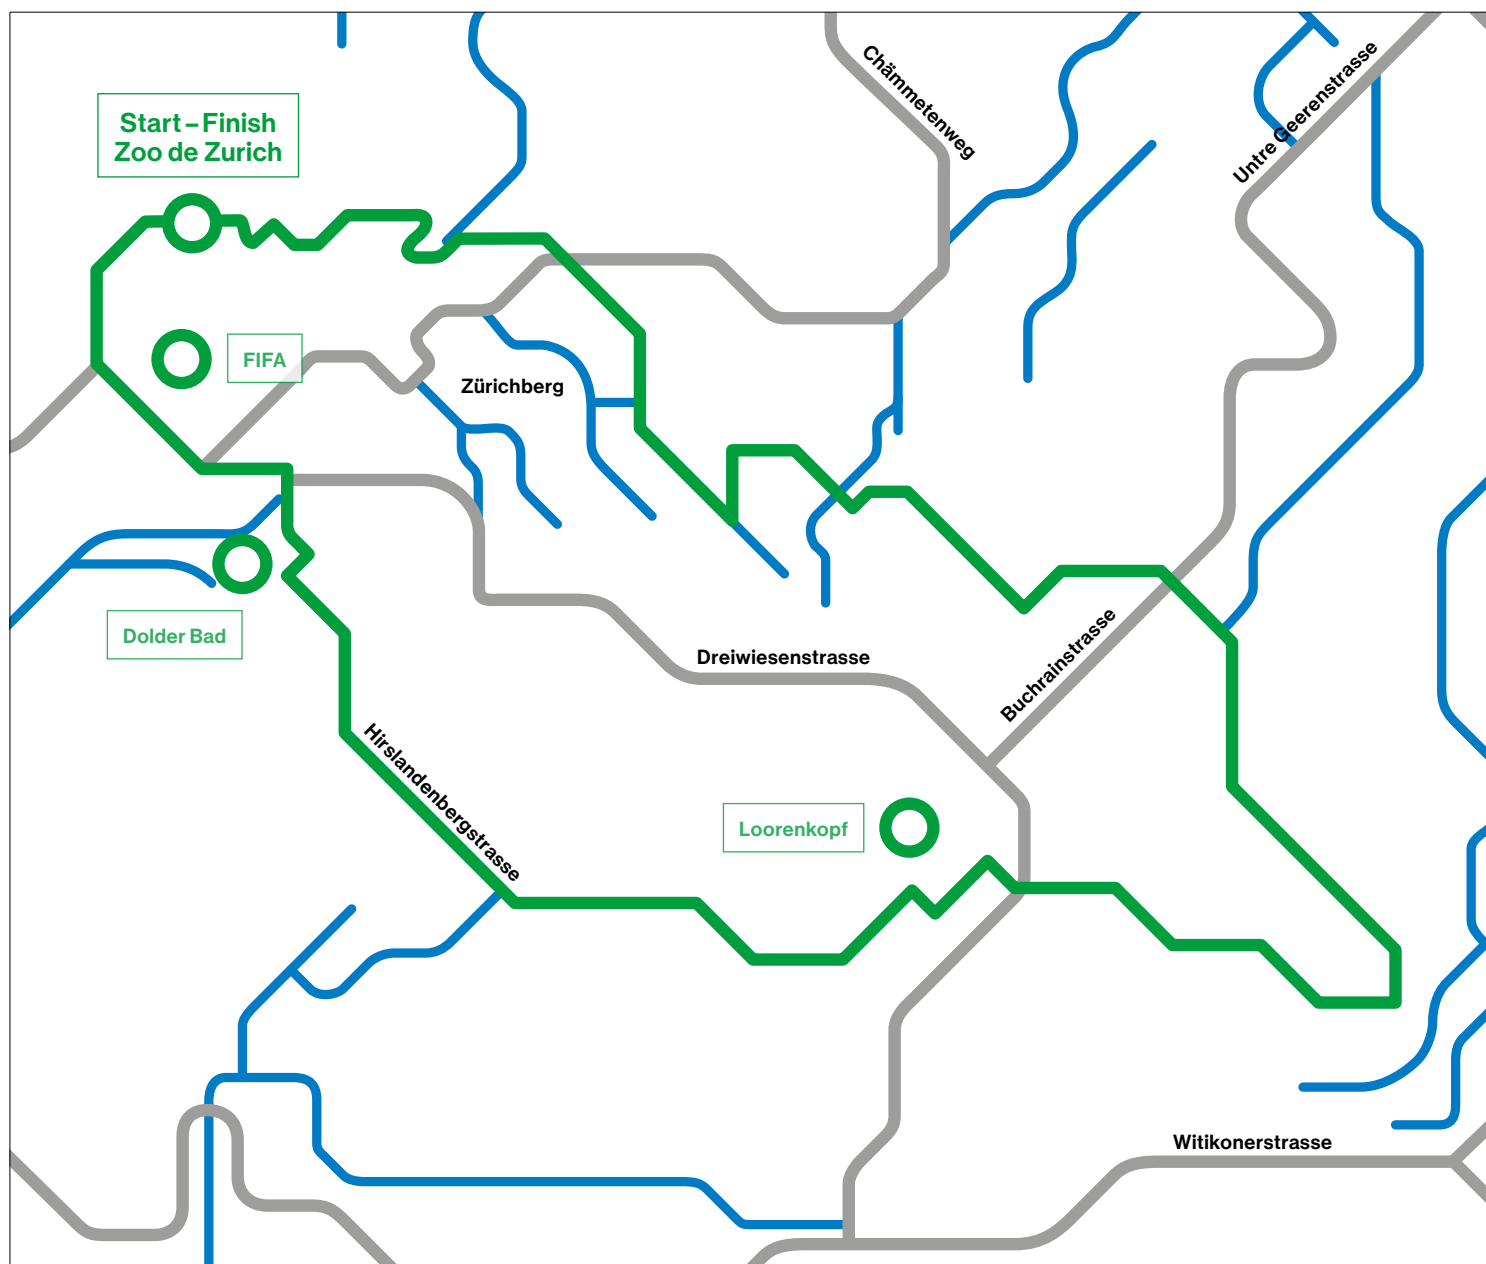 Chämmetenweg
Untre Geerenstrasse
Start – Finish
Zoo de Zurich
FIFA
Zürichberg
Dolder Bad
Dreiwiesenstrasse
Buchrainstrasse
Hirslandenbergstrasse
Loorenkopf
Witikonerstrasse